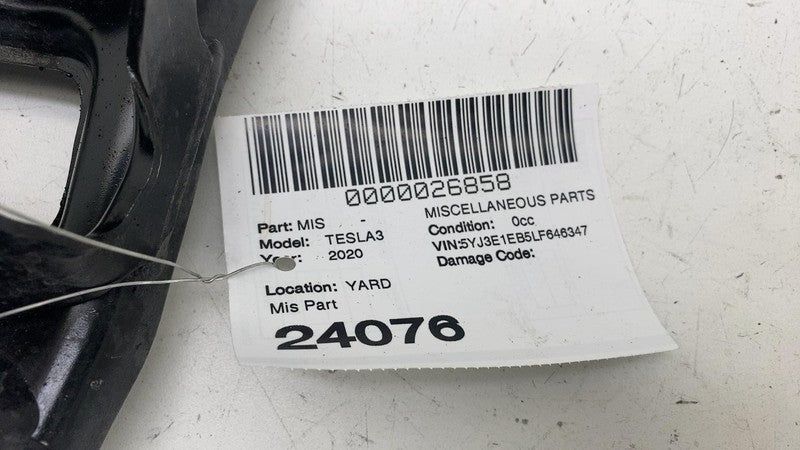 0000026858
Part: MIS - MISCELLANEOUS PARTS
Model: TESLA3 Condition: 0cc
Year: 2020 VIN:5YJ3E1EB5LF646347
Damage Code:
Location: YARD
Mis Part
24076